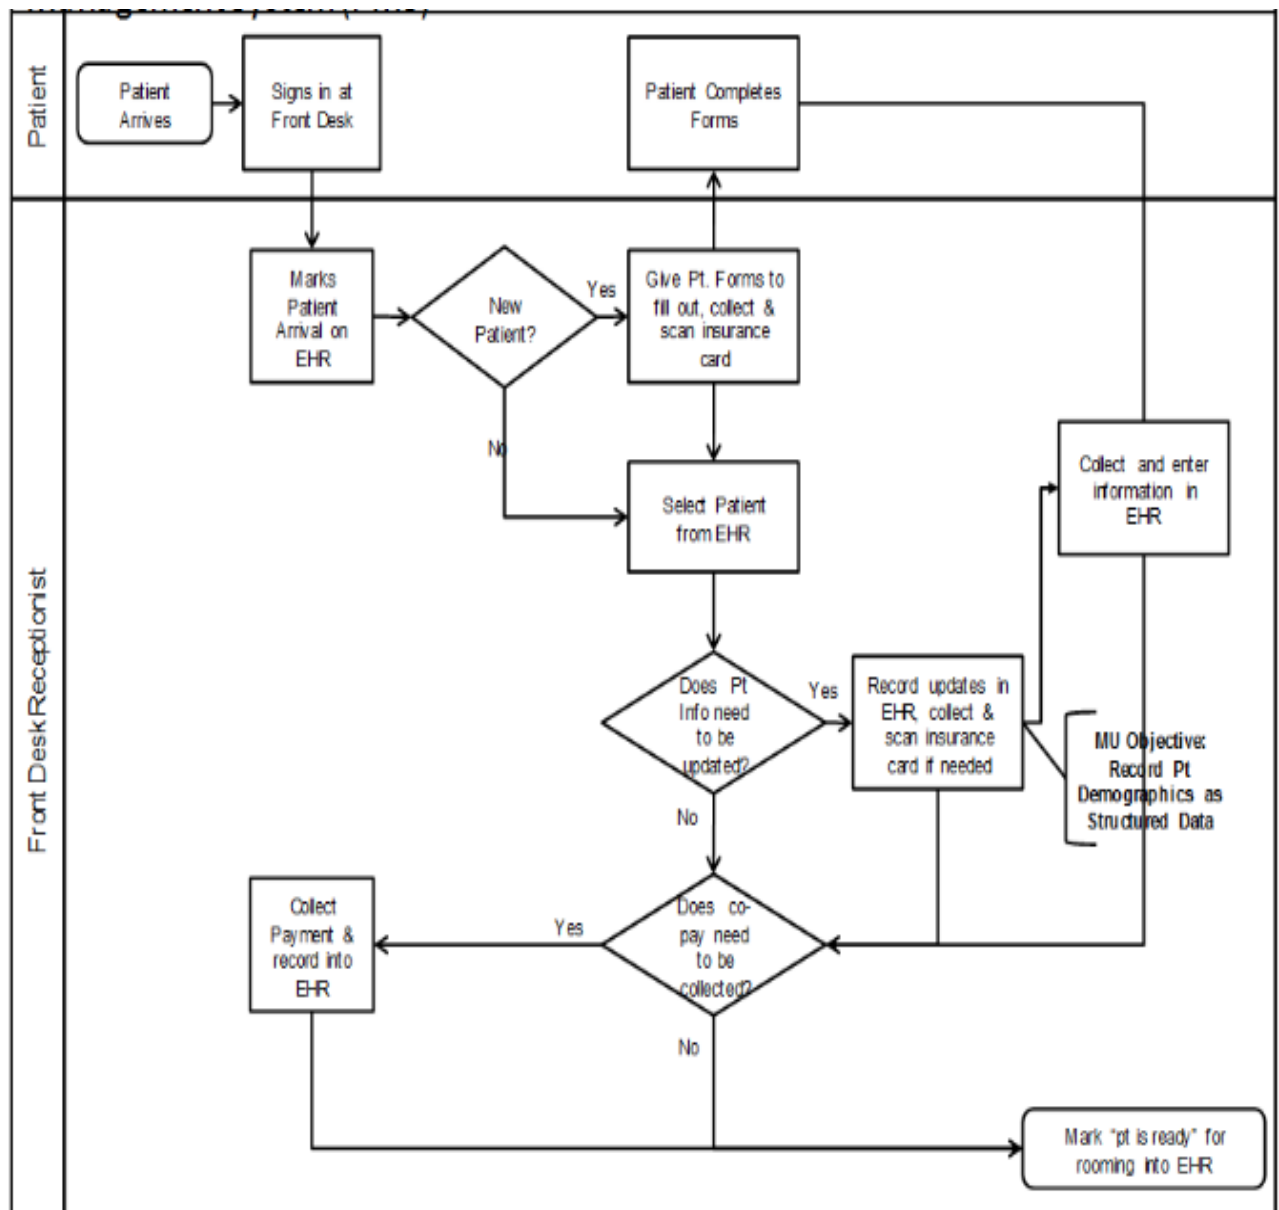 Patient
Patient
Arrives
Signs in at
Front Desk
Patient Completes
Forms
Front Desk Receptionist
Marks
Patient
Arrival on
EHR
New
Patient?
Yes
No
Give Pt. Forms to
fill out, collect &
scan insurance
card
Select Patient
from EHR
Collect and enter
information in
EHR
Does Pt
Info need
to be
updated?
Yes
No
Record updates in
EHR, collect &
scan insurance
card if needed
MU Objective:
Record Pt
Demographics as
Structured Data
Collect
Payment &
record into
EHR
Yes
Does co-
pay need
to be
collected?
No
Mark "pt is ready" for
rooming into EHR